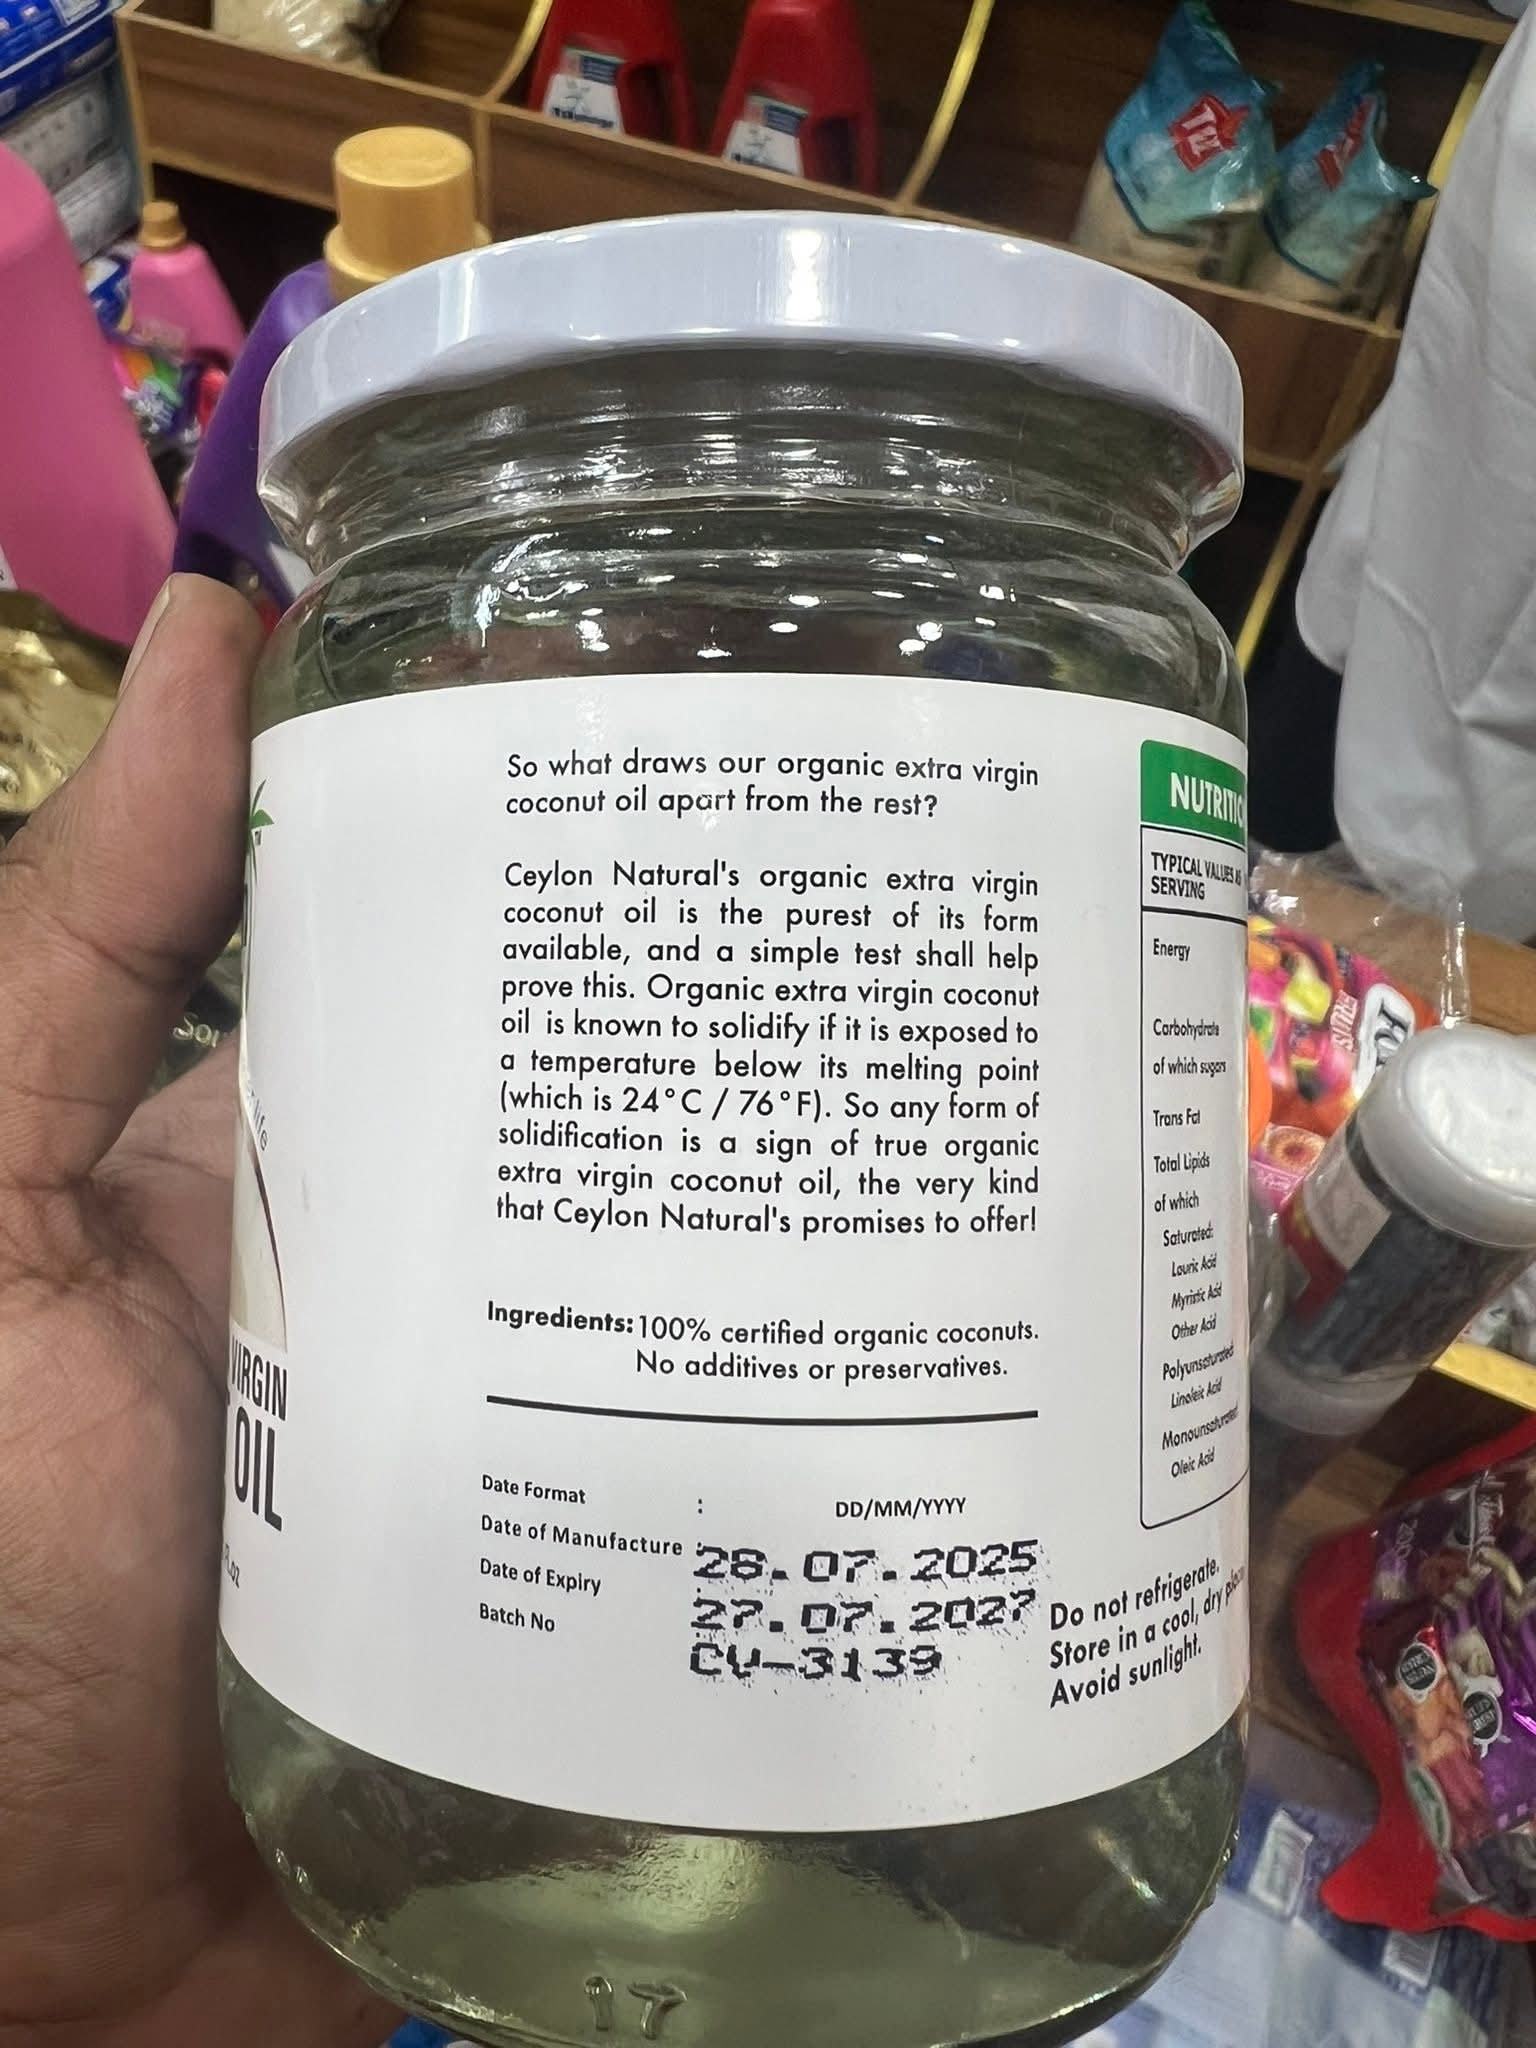 So what draws our organic extra virgin
coconut oil apart from the rest?
Ceylon Natural's organic extra virgin
coconut oil is the purest of its form
available, and a simple test shall help
prove this. Organic extra virgin coconut
oil is known to solidify if it is exposed to
a temperature below its melting point
(which is 24°C / 76°F). So any form of
solidification is a sign of true organic
extra virgin coconut oil, the very kind
that Ceylon Natural's promises to offer!
Ingredients: 100% certified organic coconuts.
No additives or preservatives.
Date Format : DD/MM/YYYY
Date of Manufacture : 28.07.2025
Date of Expiry 27.07.2027
Batch No CV-3139
Do not refrigerate.
Store in a cool, dry place
Avoid sunlight.
TYPICAL VALUES AS
SERVING
Energy
Carbohydrate
of which sugars
Trans Fat
Total Lipids
of which
Saturated:
Lauric Acid
Myristic Acid
Other Acid
Polyunsaturated:
Linoleic Acid
Monounsaturated
Oleic Acid
VIRGIN
OIL
TM
17